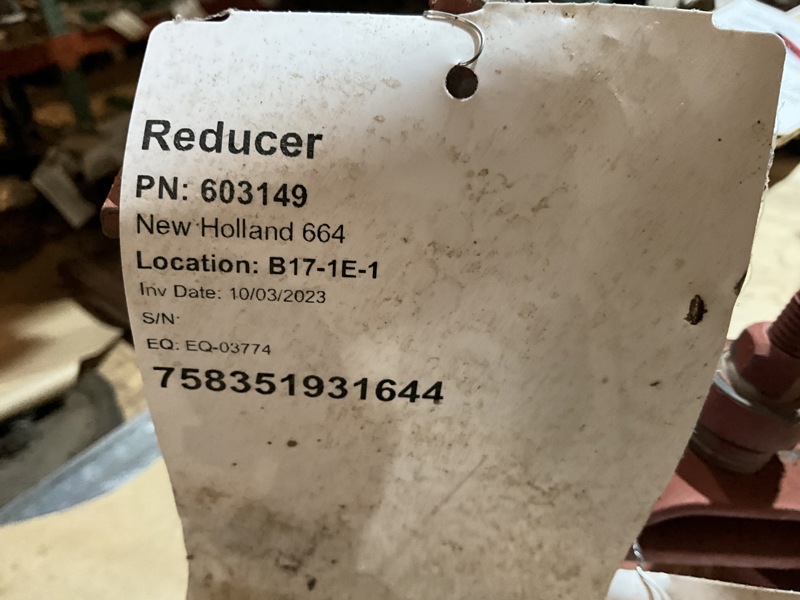 Reducer
PN: 603149
New Holland 664
Location: B17-1E-1
Inv Date: 10/03/2023
S/N:
EQ: EQ-03774
758351931644